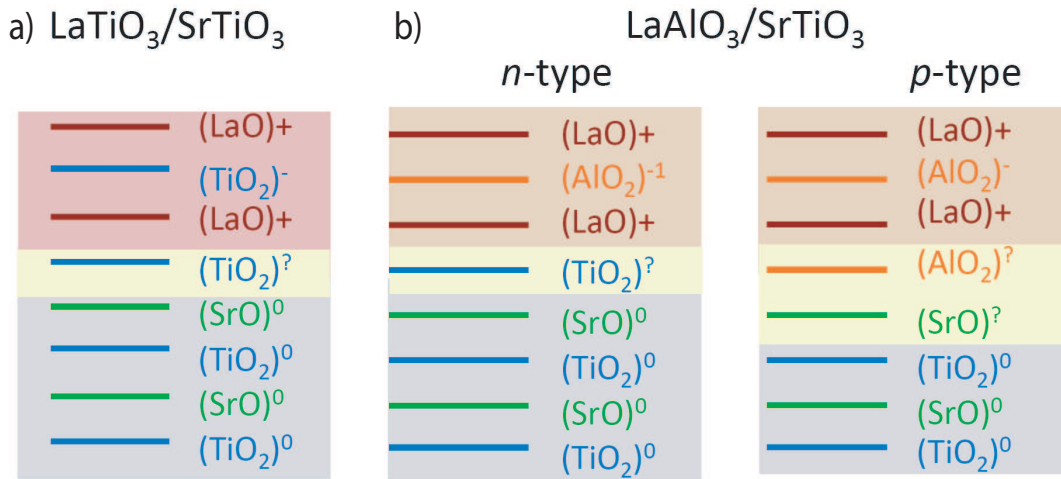 a) LaTiO₃/SrTiO₃
(LaO)+
(TiO₂)⁻
(LaO)+
(TiO₂)^?
(SrO)⁰
(TiO₂)⁰
(SrO)⁰
(TiO₂)⁰
b) LaAlO₃/SrTiO₃
n-type
(LaO)+
(AlO₂)⁻¹
(LaO)+
(TiO₂)^?
(SrO)⁰
(TiO₂)⁰
(SrO)⁰
(TiO₂)⁰
p-type
(LaO)+
(AlO₂)⁻
(LaO)+
(AlO₂)^?
(SrO)^?
(TiO₂)⁰
(SrO)⁰
(TiO₂)⁰